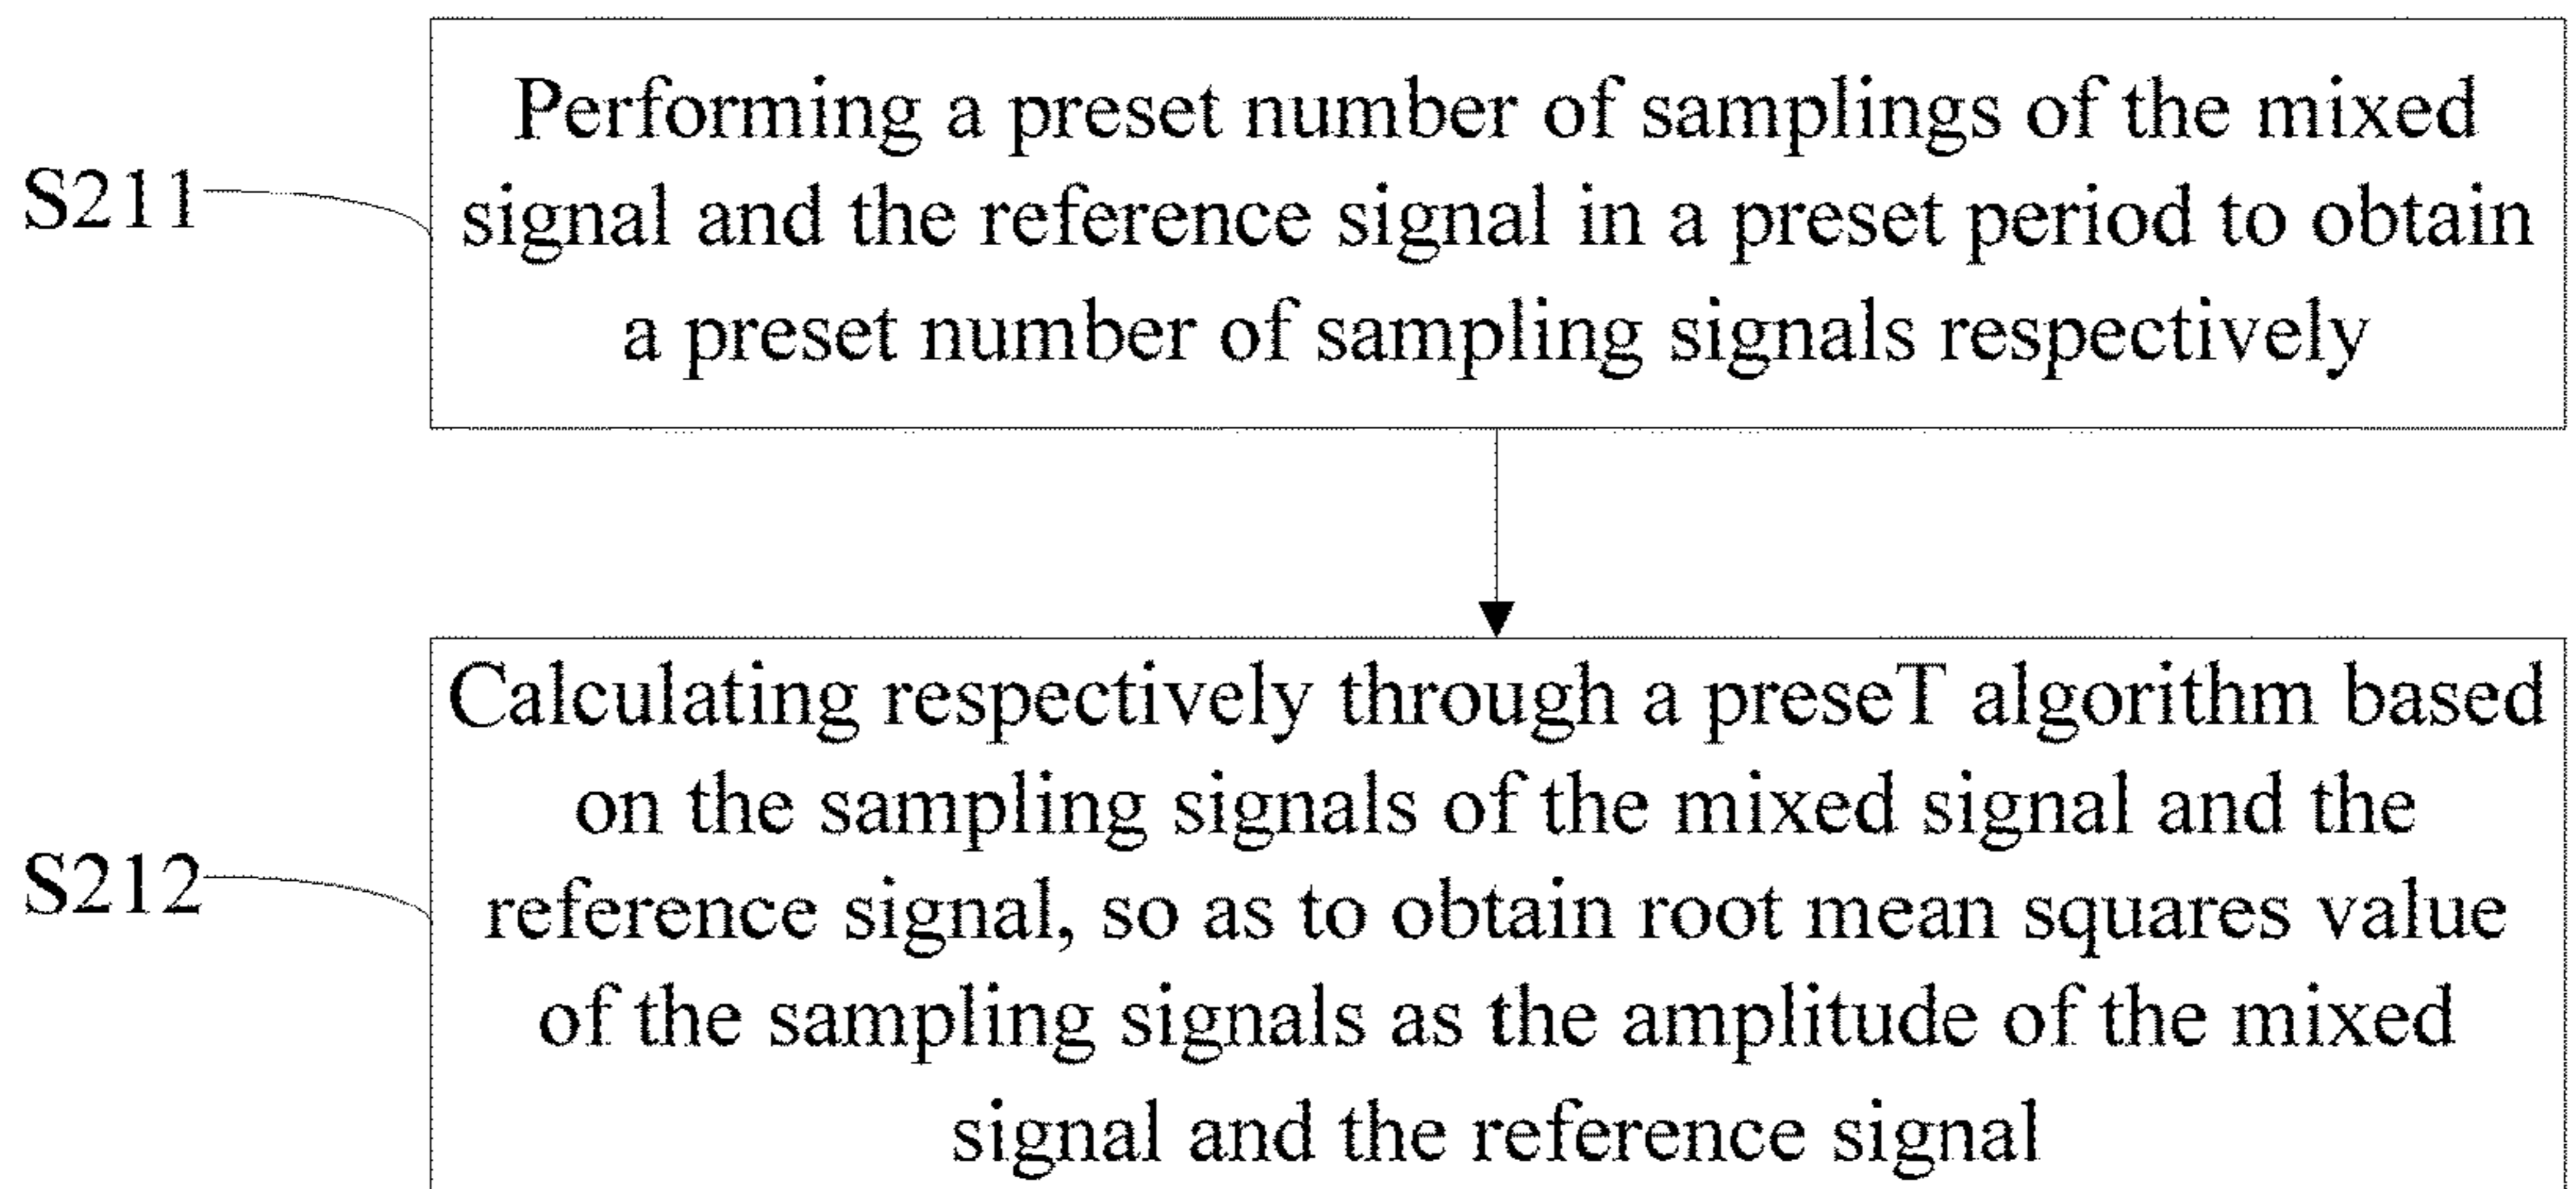 Performing a preset number of samplings of the mixed
S211
signal and the reference signal in a preset period to obtain
a preset number of sampling signals respectively
Calculating respectively through a preseT algorithm based
on the sampling signals of the mixed signal and the
S212
reference signal, so as to obtain root mean squares value
of the sampling signals as the amplitude of the mixed
signal and the reference signal